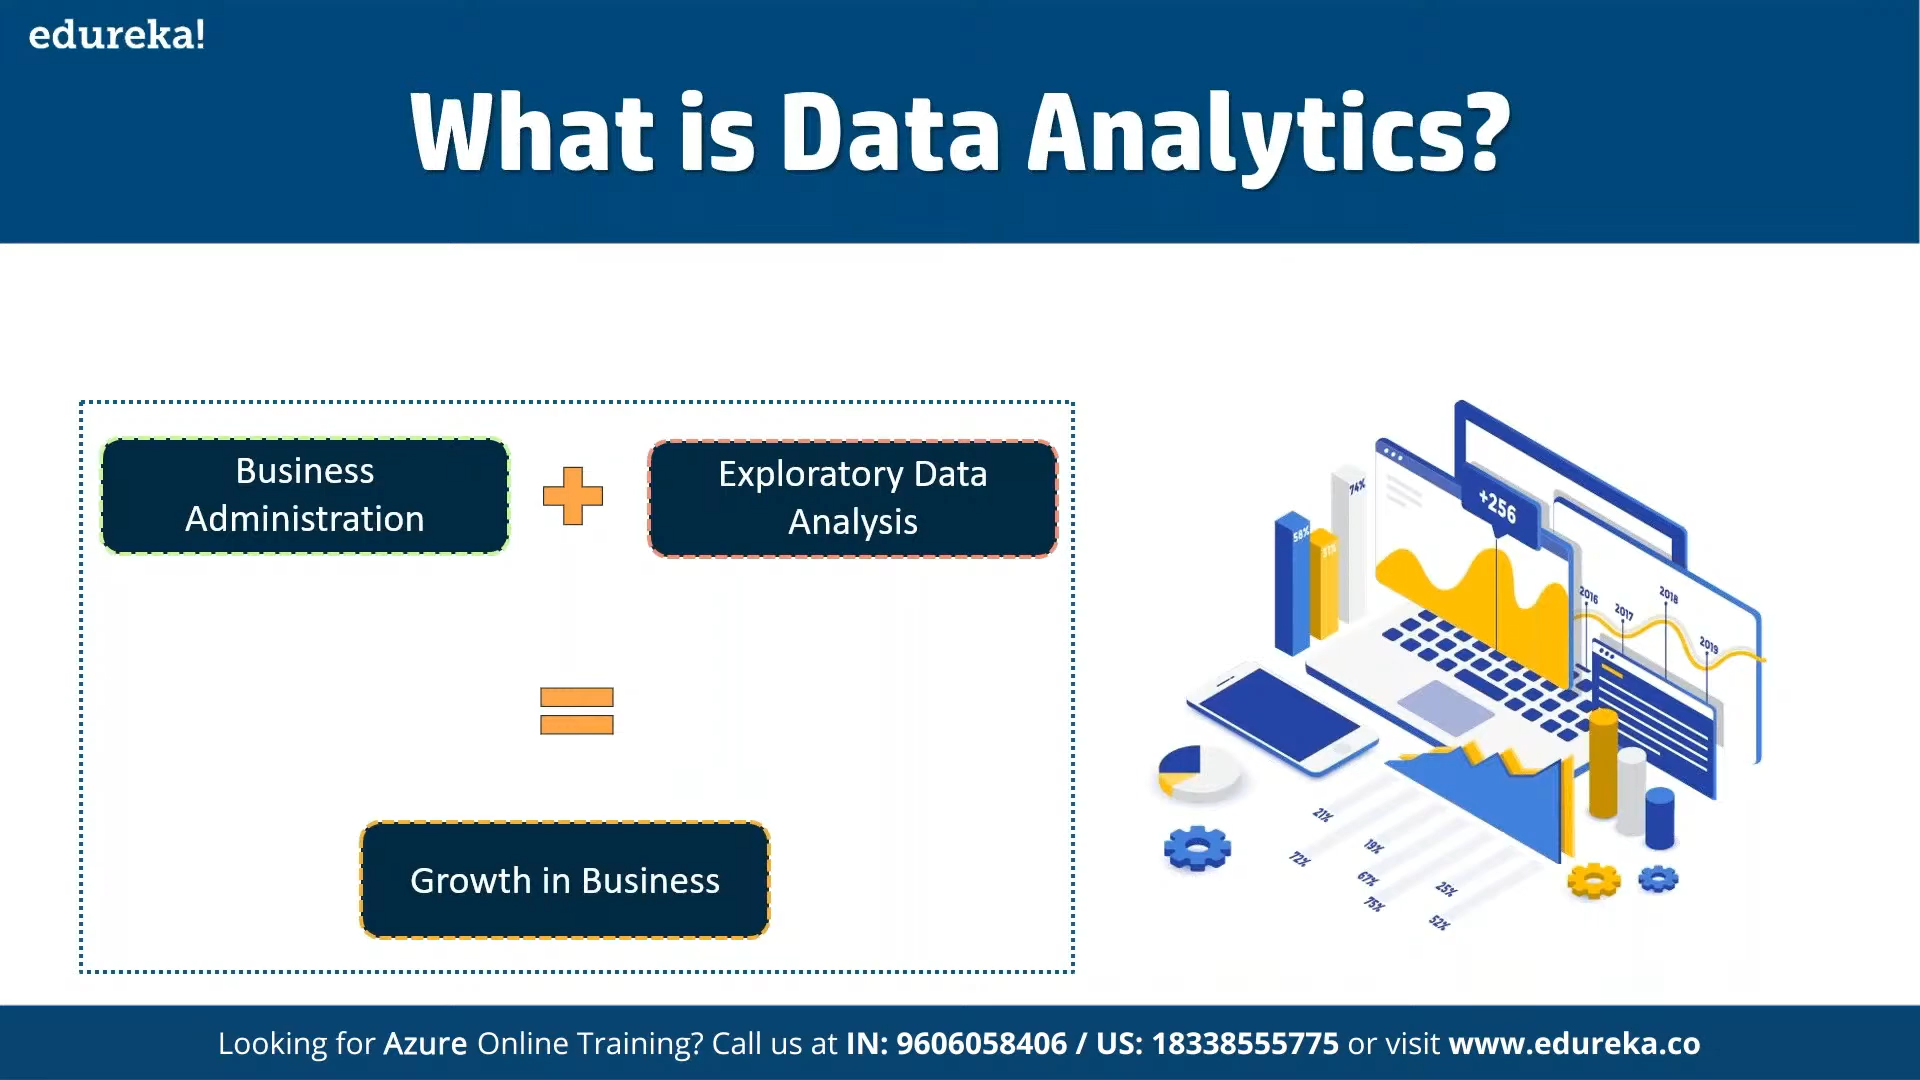 edureka!
What is Data Analytics?
Business
Administration
Exploratory Data
Analysis
Growth in Business
74%
58%
51%
+256
2016
2017
2018
2019
21%
72%
19%
67%
75%
25%
52%
Looking for Azure Online Training? Call us at IN: 9606058406 / US: 18338555775 or visit www.edureka.co